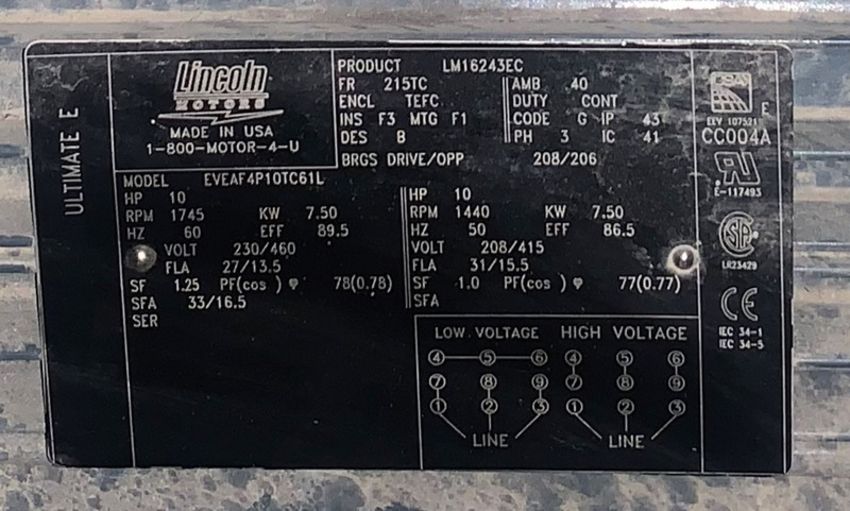 ULTIMATE E
Lincoln
MOTORS
MADE IN USA
1-800-MOTOR-4-U
PRODUCT LM16243EC
FR 215TC
ENCL TEFC
INS F3 MTG F1
DES B
AMB 40
DUTY CONT
CODE G IP 43
PH 3 IC 41
BRGS DRIVE/OPP 208/206
MODEL EVEAF4P10TC61L
HP 10
RPM 1745 KW 7.50
HZ 60 EFF 89.5
VOLT 230/460
FLA 27/13.5
SF 1.25 PF(cos) φ 78(0.78)
SFA 33/16.5
SER
HP 10
RPM 1440 KW 7.50
HZ 50 EFF 86.5
VOLT 208/415
FLA 31/15.5
SF 1.0 PF(cos) φ 77(0.77)
SFA
LOW VOLTAGE HIGH VOLTAGE
4 5 6 4 5 6
7 8 9 7 8 9
1 2 3 1 2 3
LINE LINE
E
EEV 107521
CC004A
E-117493
LR23429
CE
IEC 34-1
IEC 34-5